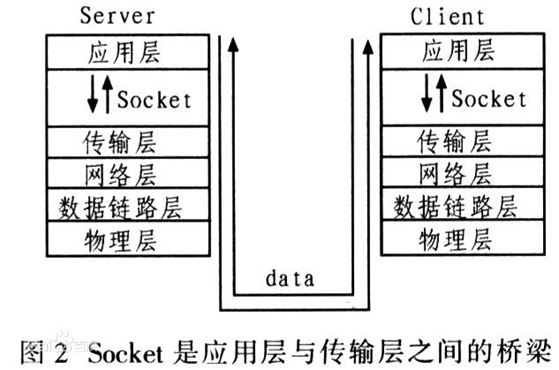 Server
应用层
Socket
传输层
网络层
数据链路层
物理层
Client
应用层
Socket
传输层
网络层
数据链路层
物理层
data
图 2 Socket 是应用层与传输层之间的桥梁